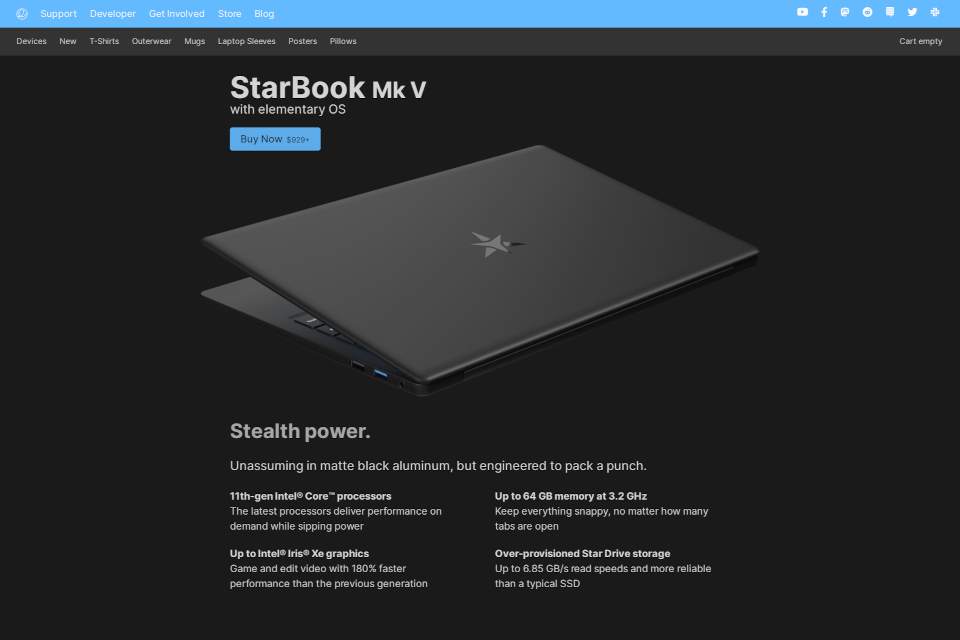 Support Developer Get Involved Store Blog
Devices New T-Shirts Outerwear Mugs Laptop Sleeves Posters Pillows Cart empty
StarBook Mk V
with elementary OS
Buy Now $929+
Stealth power.
Unassuming in matte black aluminum, but engineered to pack a punch.
11th-gen Intel® Core™ processors
The latest processors deliver performance on
demand while sipping power
Up to 64 GB memory at 3.2 GHz
Keep everything snappy, no matter how many
tabs are open
Up to Intel® Iris® Xe graphics
Game and edit video with 180% faster
performance than the previous generation
Over-provisioned Star Drive storage
Up to 6.85 GB/s read speeds and more reliable
than a typical SSD